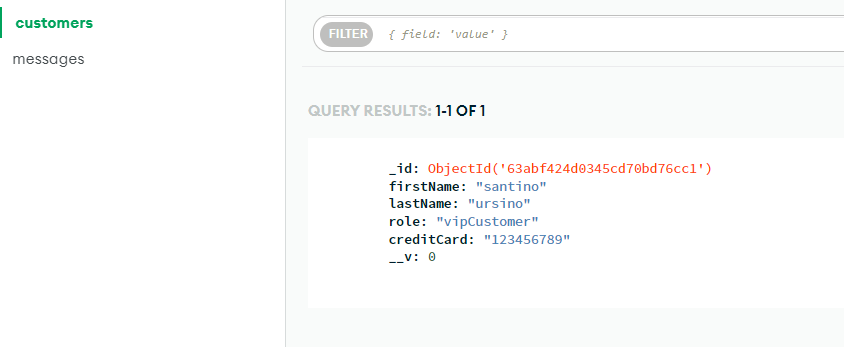 customers
messages
FILTER { field: 'value' }
QUERY RESULTS: 1-1 OF 1
_id: ObjectId('63abf424d0345cd70bd76cc1')
firstName: "santino"
lastName: "ursino"
role: "vipCustomer"
creditCard: "123456789"
__v: 0